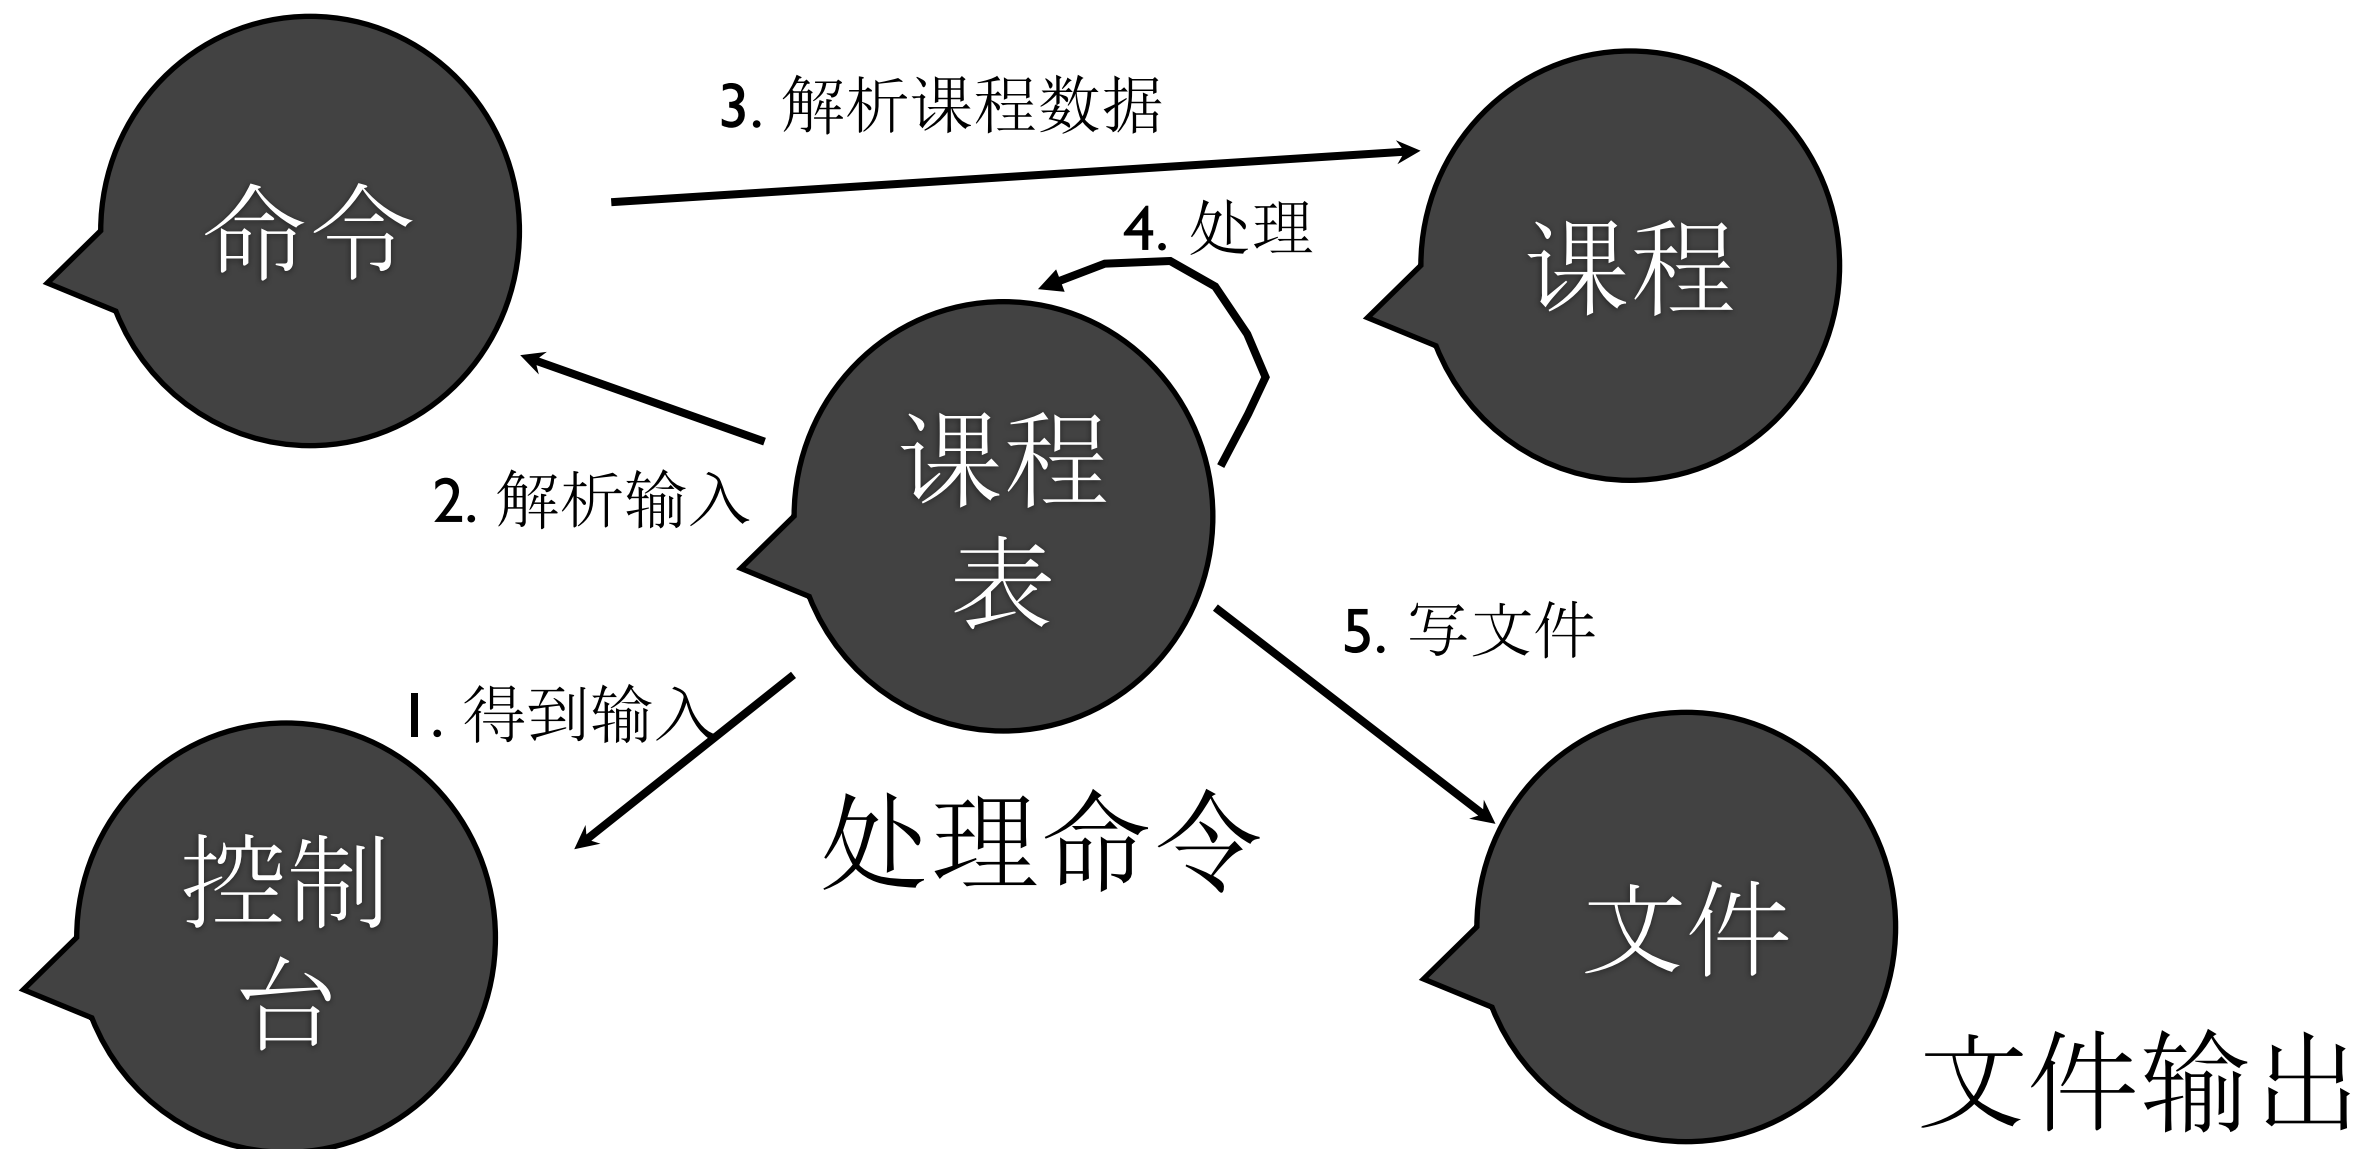 3. 解析课程数据
命令
4. 处理
课程
课程
表
2. 解析输入
5. 写文件
1. 得到输入
处理命令
控制
台
文件
文件输出